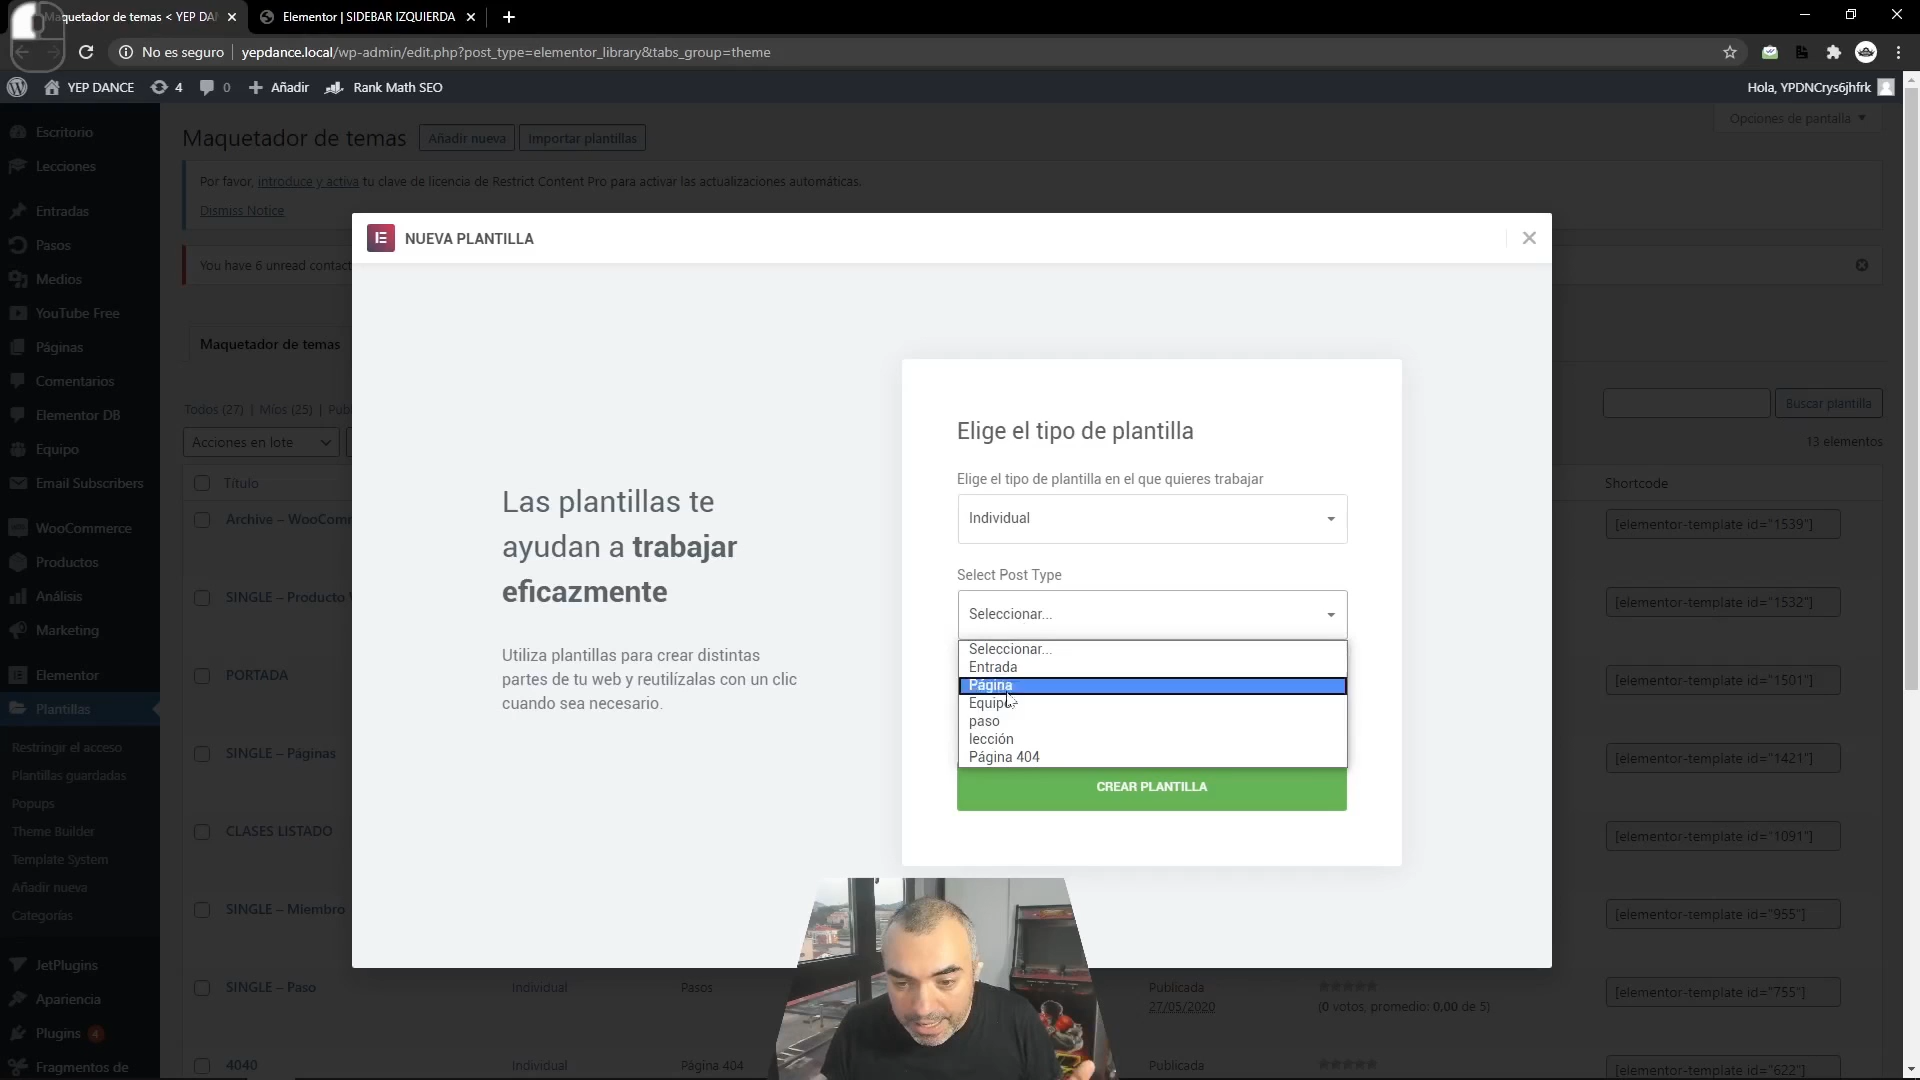 Maquetador de temas < YEP DAN
Elementor | SIDEBAR IZQUIERDA
No es seguro
yepdance.local/wp-admin/edit.php?post_type=elementor_library&tabs_group=theme
YEP DANCE
4
0
Añadir
Rank Math SEO
Hola, YPDNCrys6jhfrk
Escritorio
Lecciones
Entradas
Pasos
Medios
YouTube Free
Páginas
Comentarios
Elementor DB
Equipo
Email Subscribers
WooCommerce
Productos
Análisis
Marketing
Elementor
Plantillas
Restringir el acceso
Plantillas guardadas
Popups
Theme Builder
Template System
Añadir nueva
Categorías
JetPlugins
Apariencia
Plugins 4
Fragmentos de
Maquetador de temas
Añadir nueva
Importar plantillas
Opciones de pantalla
Por favor, introduce y activa tu clave de licencia de Restrict Content Pro para activar las actualizaciones automáticas.
Dismiss Notice
You have 6 unread contact
Maquetador de temas
Todos (27) | Míos (25) | Publ
Acciones en lote
Buscar plantilla
13 elementos
Título
Shortcode
Archive – WooComm
[elementor-template id="1539"]
SINGLE – Producto
[elementor-template id="1532"]
PORTADA
[elementor-template id="1501"]
SINGLE – Páginas
[elementor-template id="1421"]
CLASES LISTADO
[elementor-template id="1091"]
SINGLE – Miembro
[elementor-template id="955"]
SINGLE – Paso
Individual
Pasos
Publicada
27/05/2020
(0 votos, promedio: 0,00 de 5)
[elementor-template id="755"]
4040
Individual
Página 404
Publicada
[elementor-template id="622"]
NUEVA PLANTILLA
Las plantillas te
ayudan a trabajar
eficazmente
Utiliza plantillas para crear distintas
partes de tu web y reutilízalas con un clic
cuando sea necesario.
Elige el tipo de plantilla
Elige el tipo de plantilla en el que quieres trabajar
Individual
Select Post Type
Seleccionar...
Seleccionar...
Entrada
Página
Equipo
paso
lección
Página 404
CREAR PLANTILLA